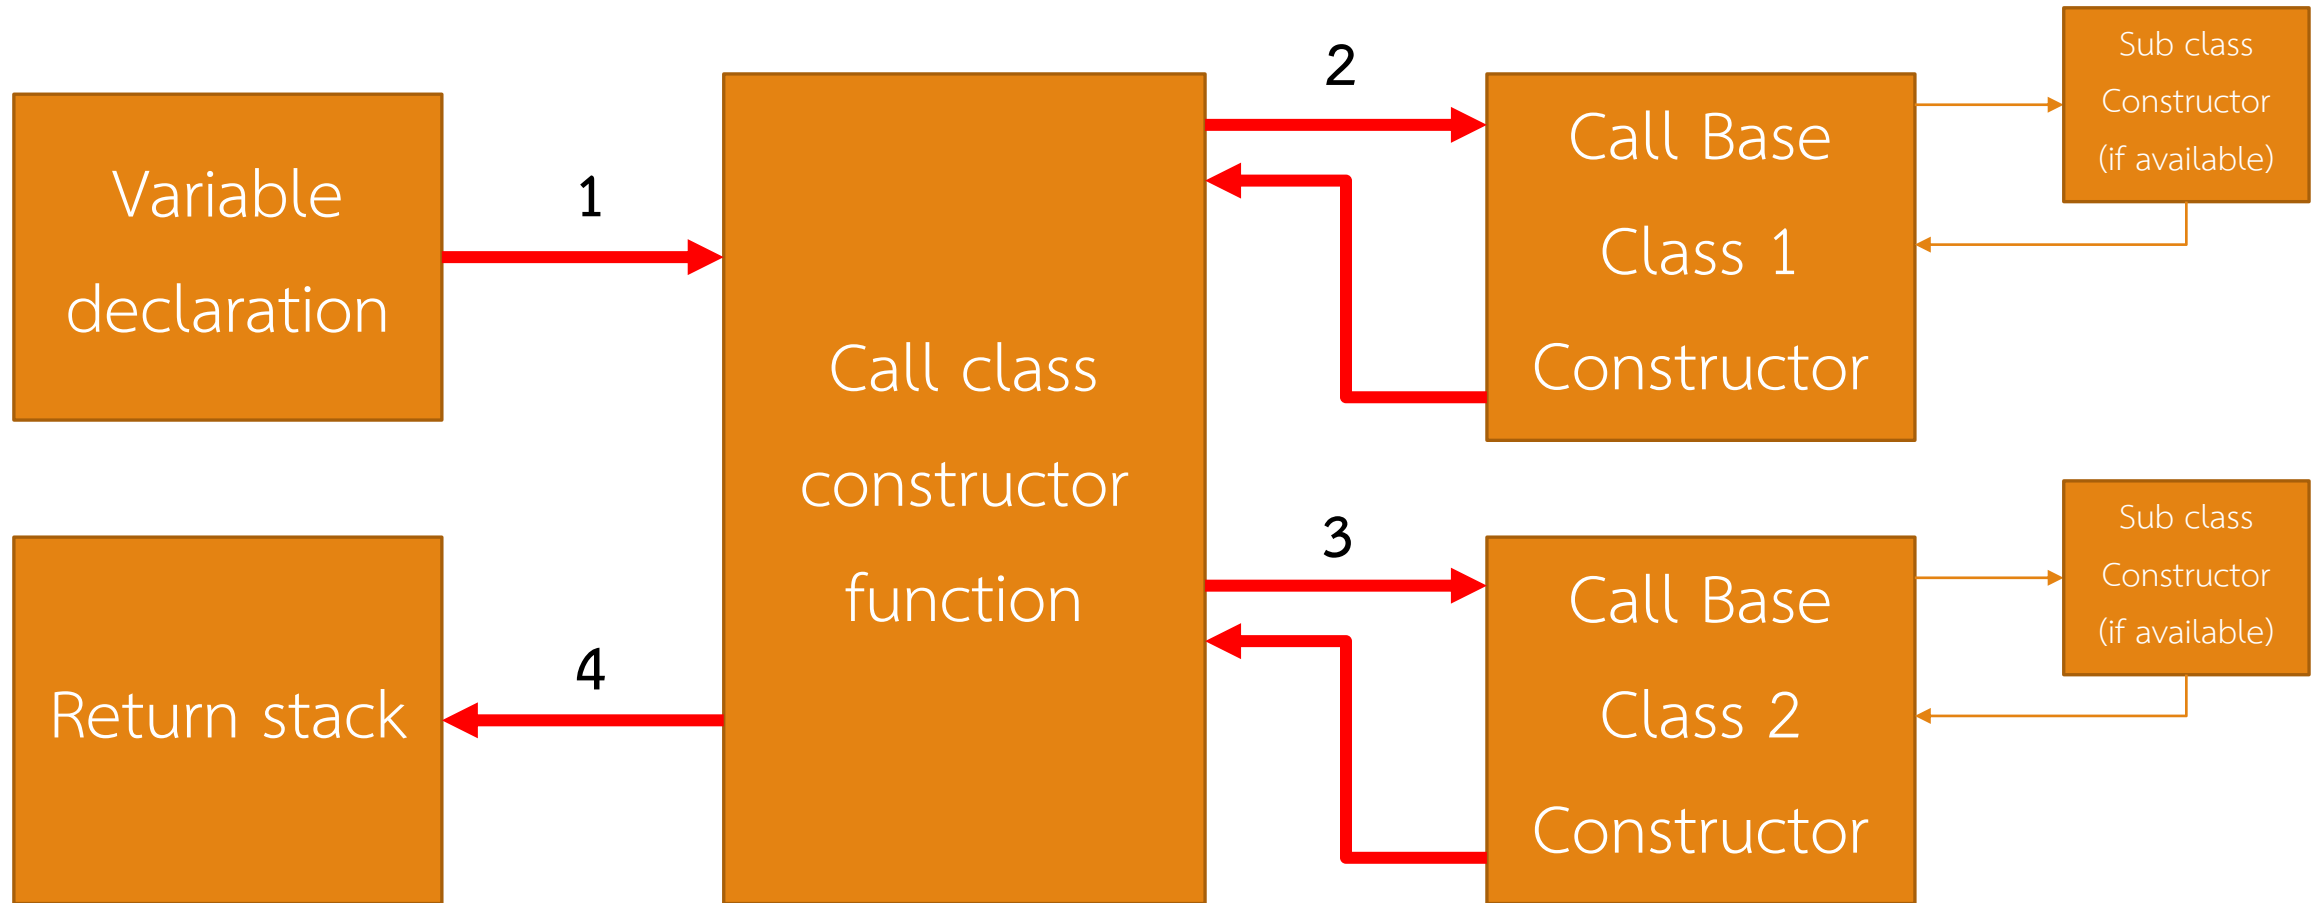 Variable
declaration
1
Call class
constructor
function
2
Call Base
Class 1
Constructor
Sub class
Constructor
(if available)
3
Call Base
Class 2
Constructor
Sub class
Constructor
(if available)
4
Return stack